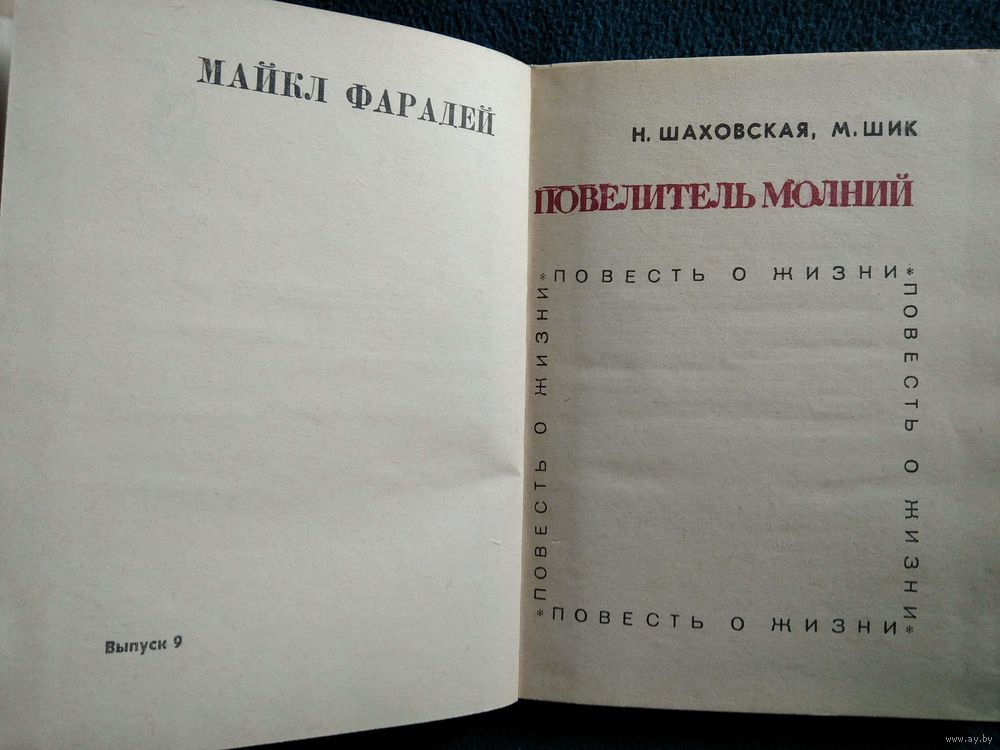 МАЙКЛ ФАРАДЕЙ
Выпуск 9
Н. ШАХОВСКАЯ, М. ШИК
ПОВЕЛИТЕЛЬ МОЛНИЙ
*ПОВЕСТЬ О ЖИЗНИ*
ПОВЕСТЬ О ЖИЗНИ
ПОВЕСТЬ О ЖИЗНИ
*ПОВЕСТЬ О ЖИЗНИ*
www.ay.by